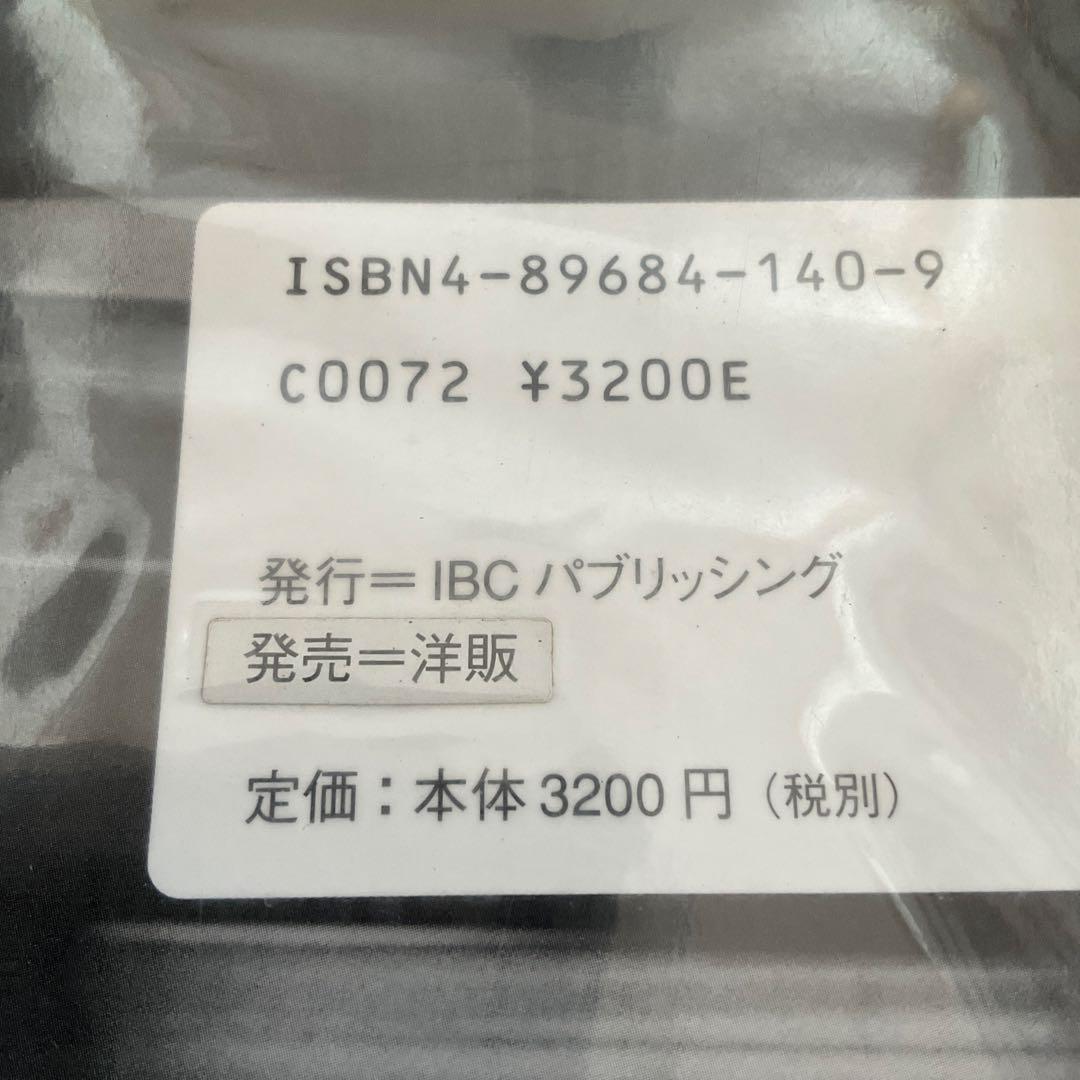 ISBN4-89684-140-9
C0072 ¥3200E
発行＝IBCパブリッシング
発売＝洋販
定価：本体3200円（税別）